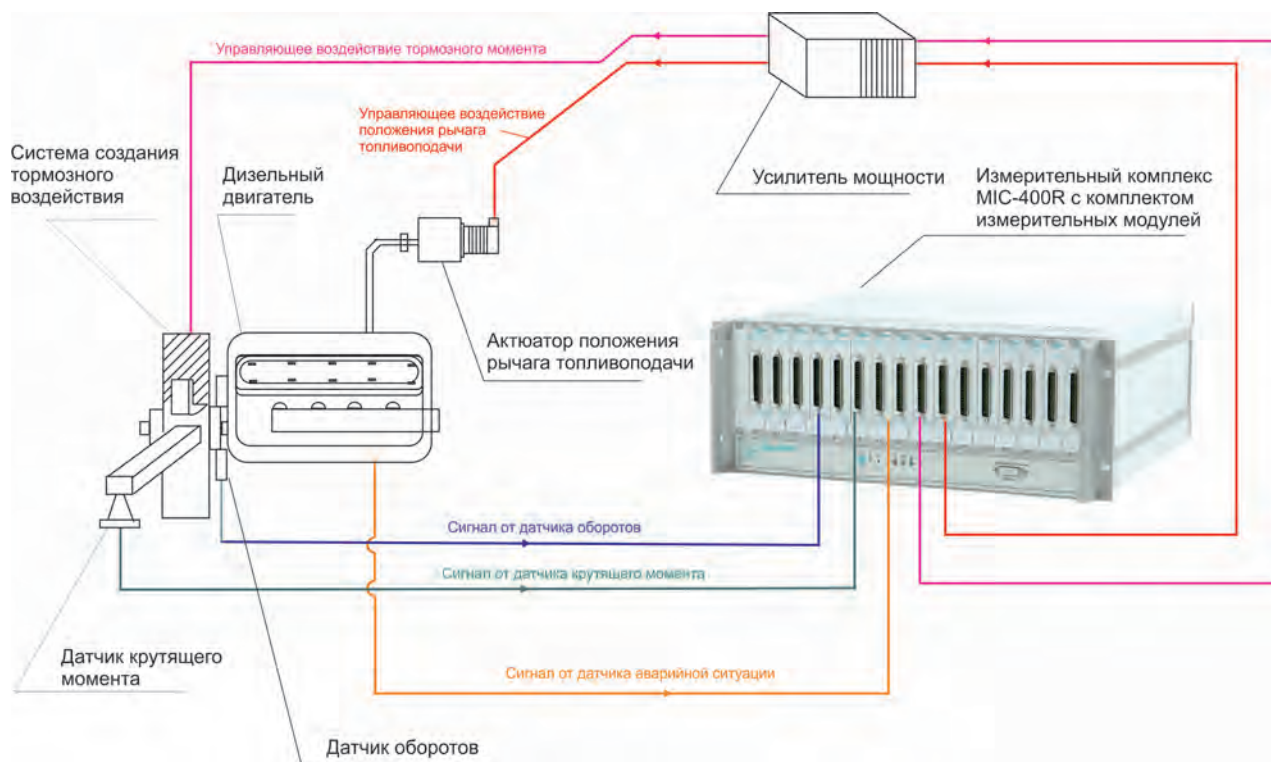 Управляющее воздействие тормозного момента
Управляющее воздействие
положения рычага
топливоподачи
Система создания
тормозного
воздействия
Дизельный
двигатель
Усилитель мощности
Измерительный комплекс
MIC-400R с комплектом
измерительных модулей
Актюатор положения
рычага топливоподачи
Сигнал от датчика оборотов
Сигнал от датчика крутящего момента
Датчик крутящего
момента
Сигнал от датчика аварийной ситуации
Датчик оборотов